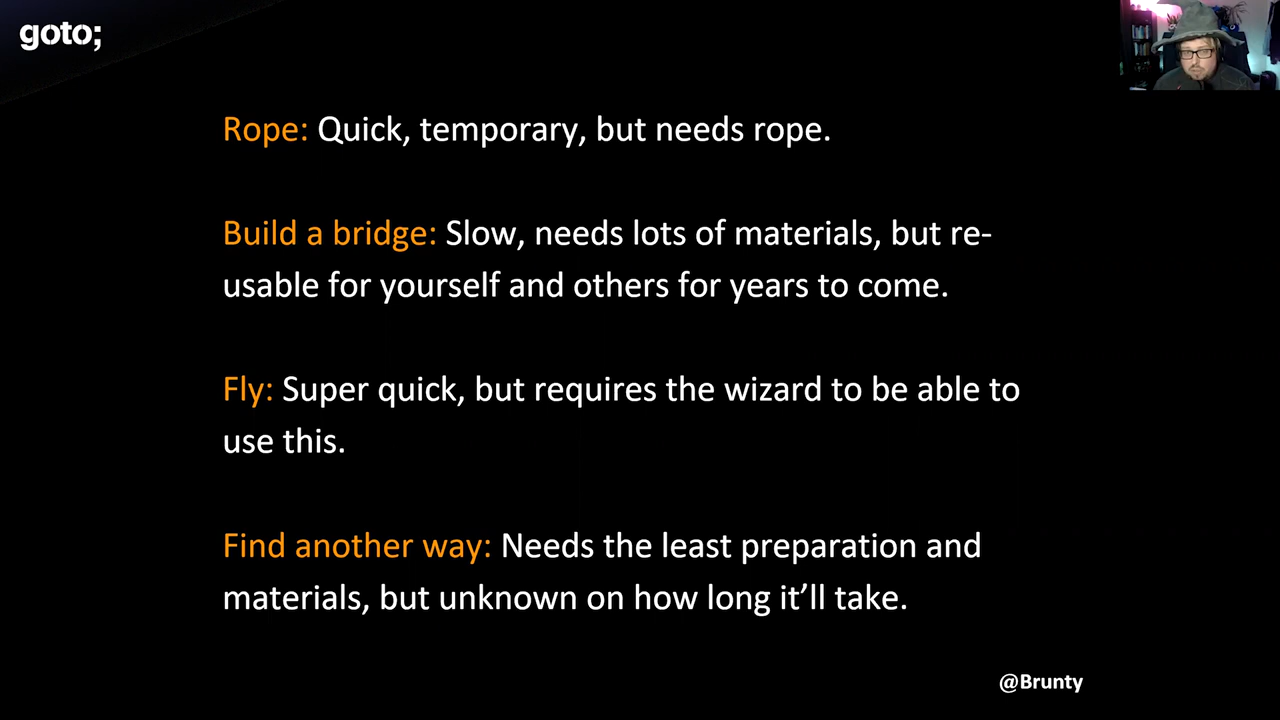 goto;
Rope: Quick, temporary, but needs rope.
Build a bridge: Slow, needs lots of materials, but re-
usable for yourself and others for years to come.
Fly: Super quick, but requires the wizard to be able to
use this.
Find another way: Needs the least preparation and
materials, but unknown on how long it’ll take.
@Brunty